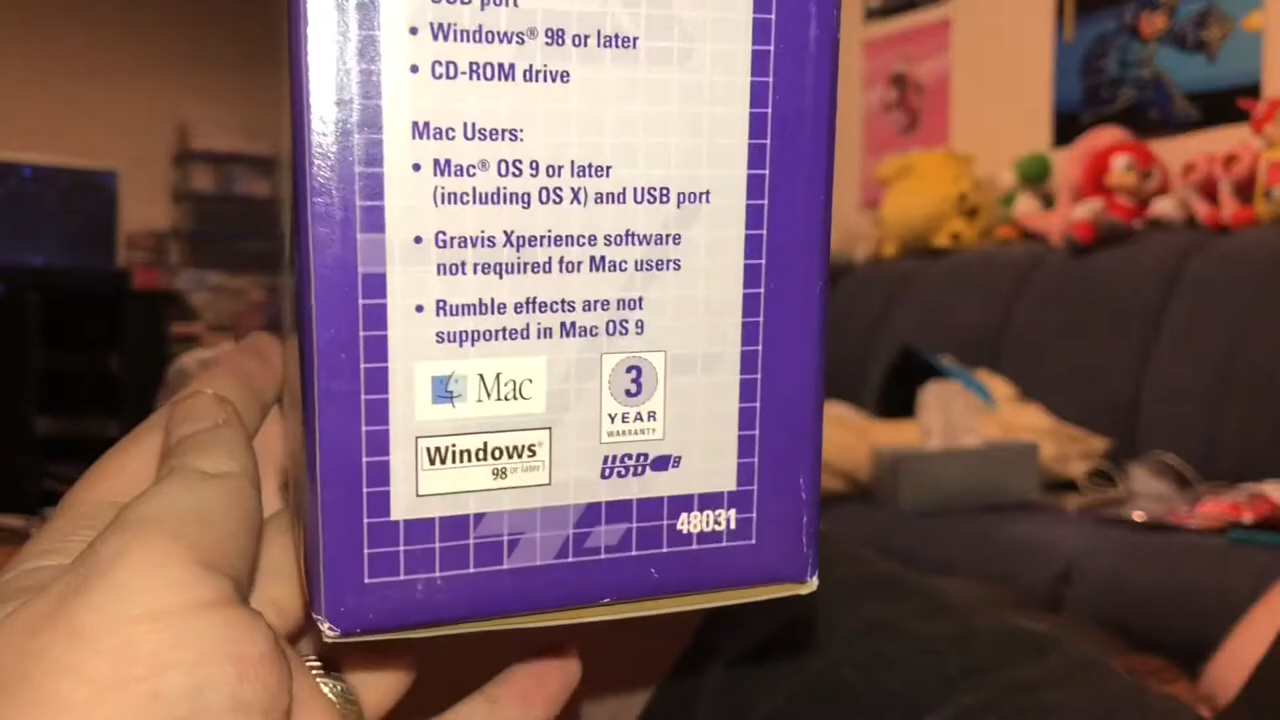 USB port
• Windows® 98 or later
• CD-ROM drive
Mac Users:
• Mac® OS 9 or later
(including OS X) and USB port
• Gravis Xperience software
not required for Mac users
• Rumble effects are not
supported in Mac OS 9
Mac
3
YEAR
WARRANTY
Windows®
98 or later
USB
48031